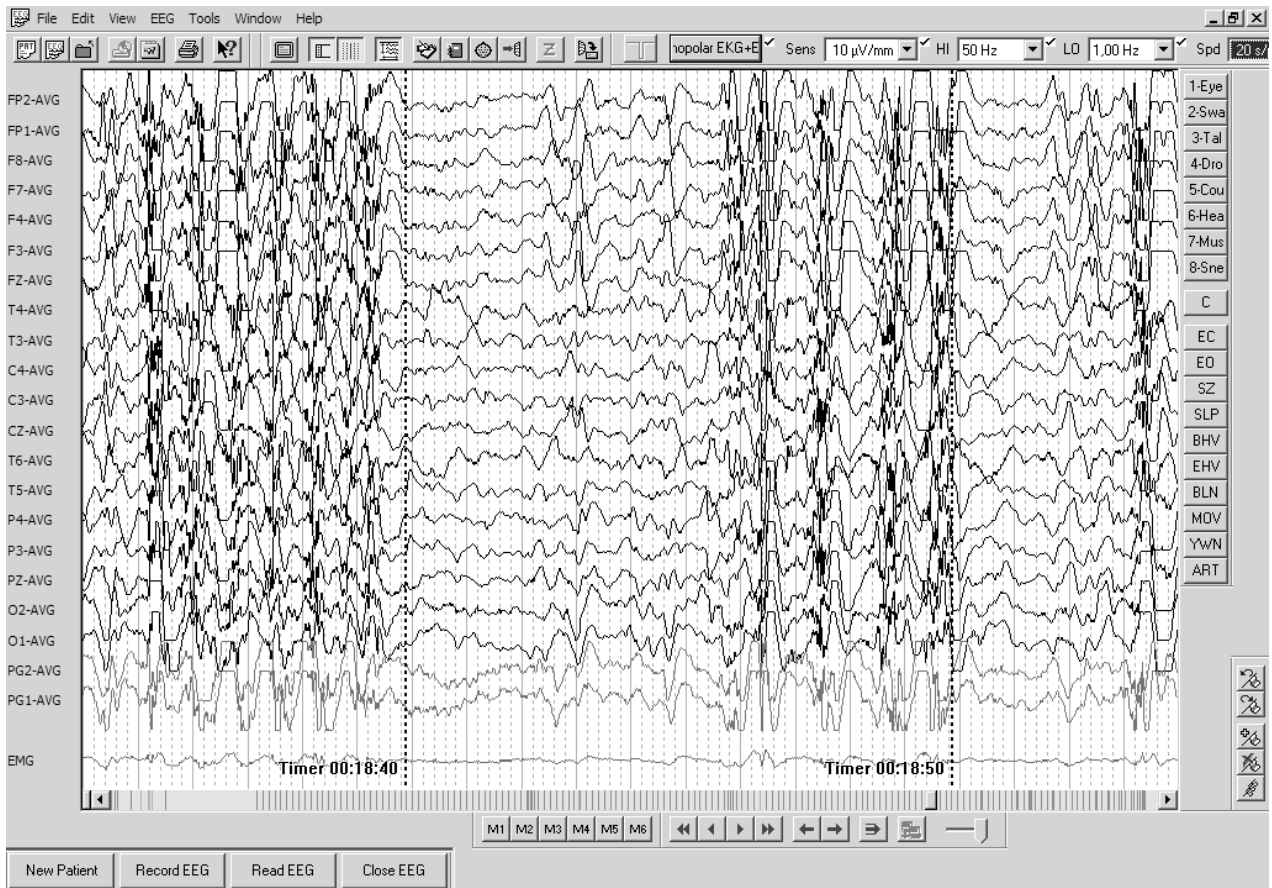 File Edit View EEG Tools Window Help
nopolar EKG+E Sens 10 µV/mm HI 50 Hz LO 1,00 Hz Spd 20 s/
FP2-AVG
FP1-AVG
F8-AVG
F7-AVG
F4-AVG
F3-AVG
FZ-AVG
T4-AVG
T3-AVG
C4-AVG
C3-AVG
CZ-AVG
T6-AVG
T5-AVG
P4-AVG
P3-AVG
PZ-AVG
O2-AVG
O1-AVG
PG2-AVG
PG1-AVG
EMG
Timer 00:18:40
Timer 00:18:50
1-Eye
2-Swa
3-Tal
4-Dro
5-Cou
6-Hea
7-Mus
8-Sne
C
EC
EO
SZ
SLP
BHV
EHV
BLN
MOV
YWN
ART
M1 M2 M3 M4 M5 M6
New Patient Record EEG Read EEG Close EEG